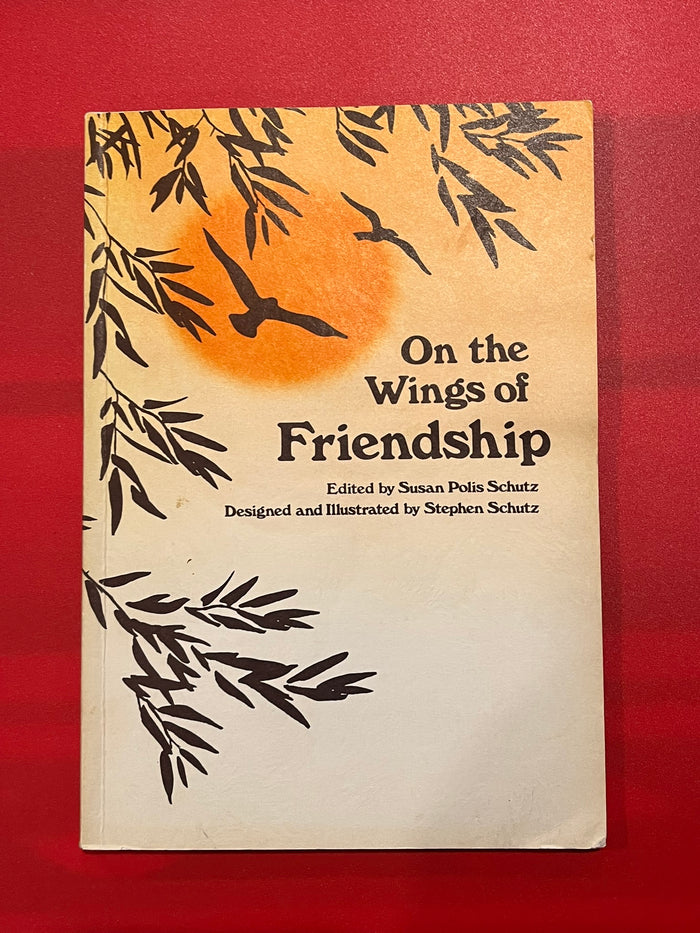 On the
Wings of
Friendship
Edited by Susan Polis Schutz
Designed and Illustrated by Stephen Schutz